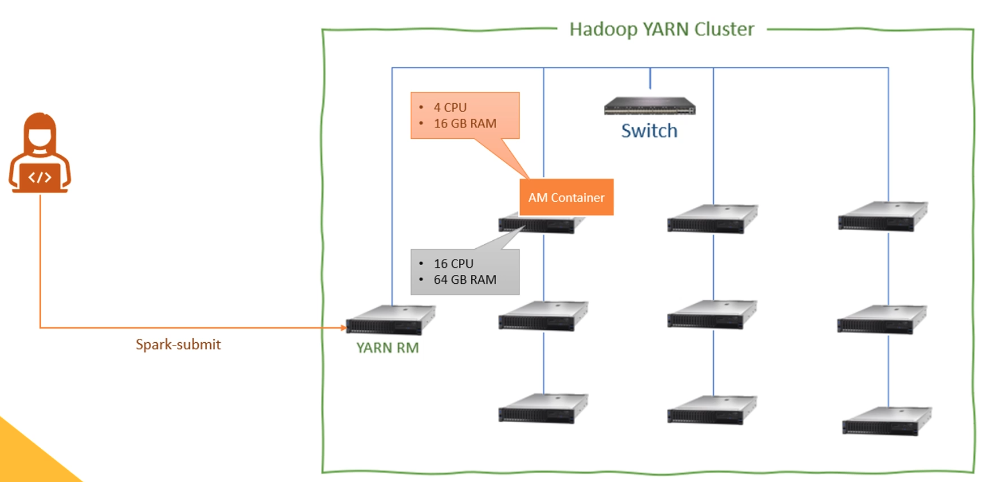 Hadoop YARN Cluster
• 4 CPU
• 16 GB RAM
Switch
</>
AM Container
• 16 CPU
• 64 GB RAM
YARN RM
Spark-submit